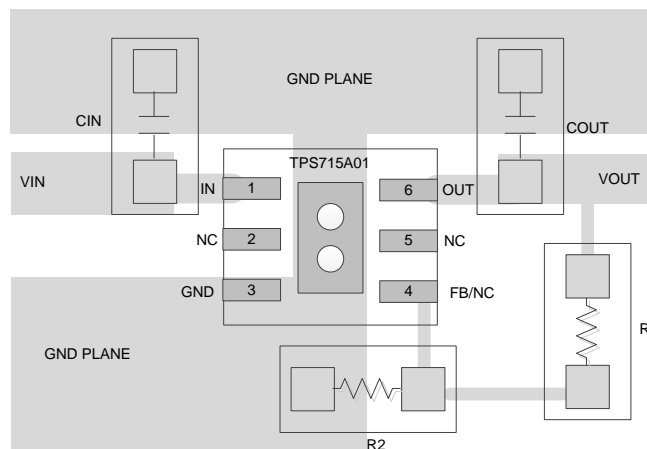 GND PLANE
CIN
COUT
TPS715A01
VIN
IN
1
6
OUT
VOUT
NC
2
5
NC
GND
3
4
FB/NC
R
GND PLANE
R2